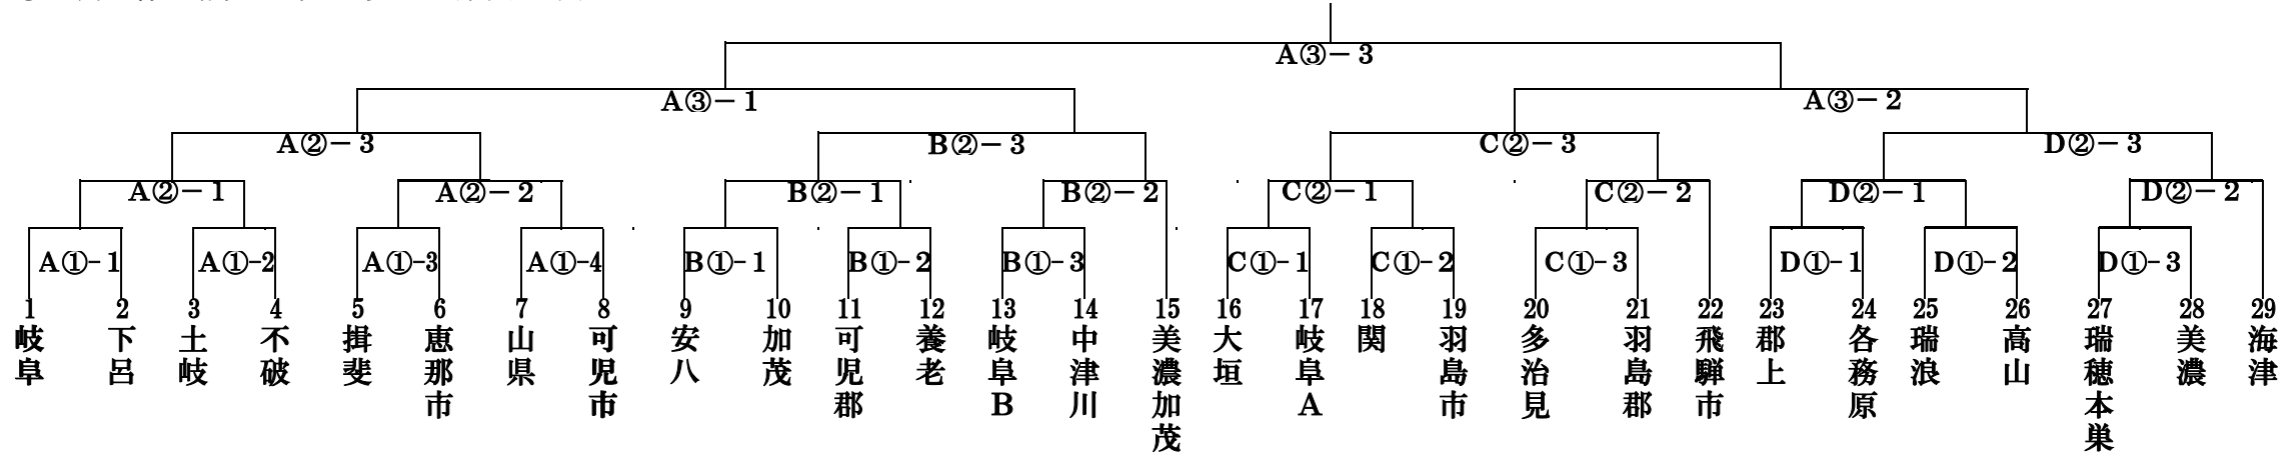 A③－3
A③－1
A③－2
A②－3
B②－3
C②－3
D②－3
A②－1
A②－2
B②－1
B②－2
C②－1
C②－2
D②－1
D②－2
A①-1
A①-2
A①-3
A①-4
B①-1
B①-2
B①-3
C①-1
C①-2
C①-3
D①-1
D①-2
D①-3
1
岐阜
2
下呂
3
土岐
4
不破
5
揖斐
6
恵那市
7
山県
8
可児市
9
安八
10
加茂
11
可児郡
12
養老
13
岐阜B
14
中津川
15
美濃加茂
16
大垣
17
岐阜A
18
関
19
羽島市
20
多治見
21
羽島郡
22
飛騨市
23
郡上
24
各務原
25
瑞浪
26
高山
27
瑞穂本巣
28
美濃
29
海津